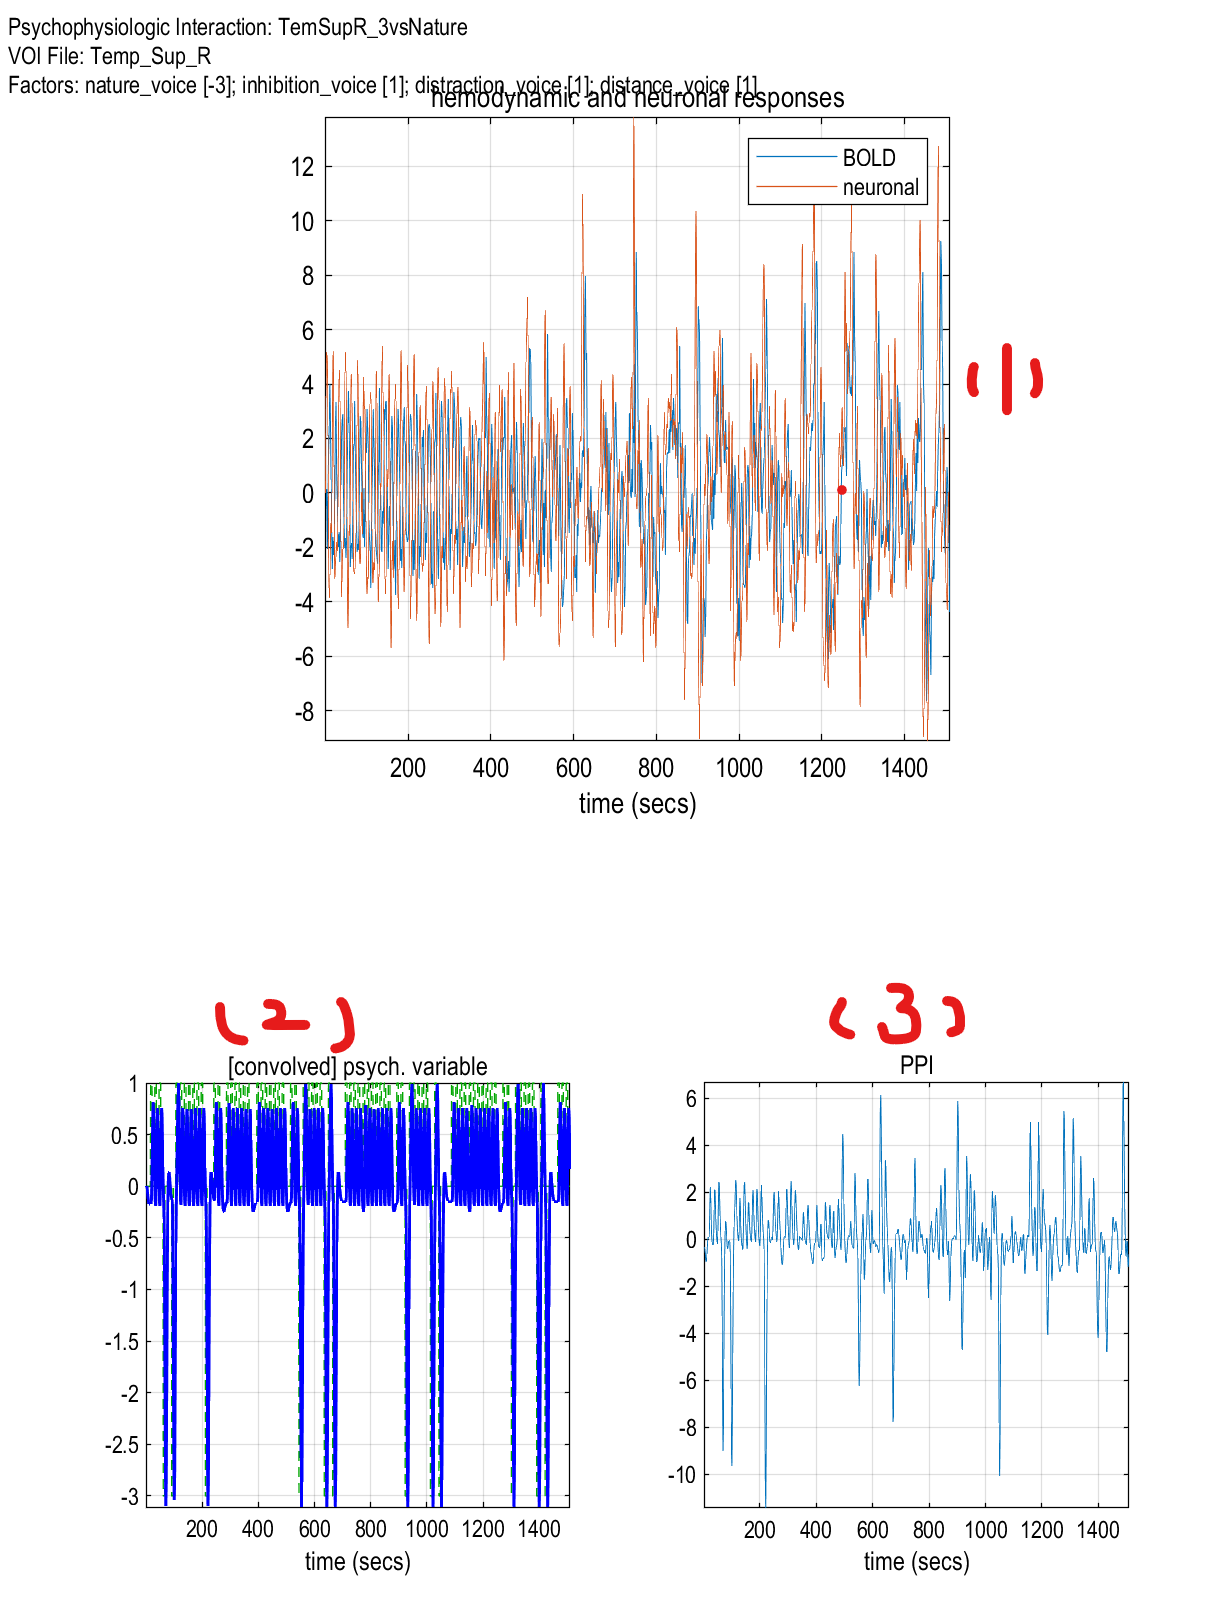 Psychophysiologic Interaction: TemSupR_3vsNature
VOI File: Temp_Sup_R
Factors: nature_voice [-3]; inhibition_voice [1]; distraction_voice [1]; distance_voice [1]
hemodynamic and neuronal responses
BOLD
neuronal
12
10
8
6
4
2
0
-2
-4
-6
-8
200 400 600 800 1000 1200 1400
time (secs)
(1)
(2)
[convolved] psych. variable
1
0.5
0
-0.5
-1
-1.5
-2
-2.5
-3
200 400 600 800 1000 1200 1400
time (secs)
(3)
PPI
6
4
2
0
-2
-4
-6
-8
-10
200 400 600 800 1000 1200 1400
time (secs)